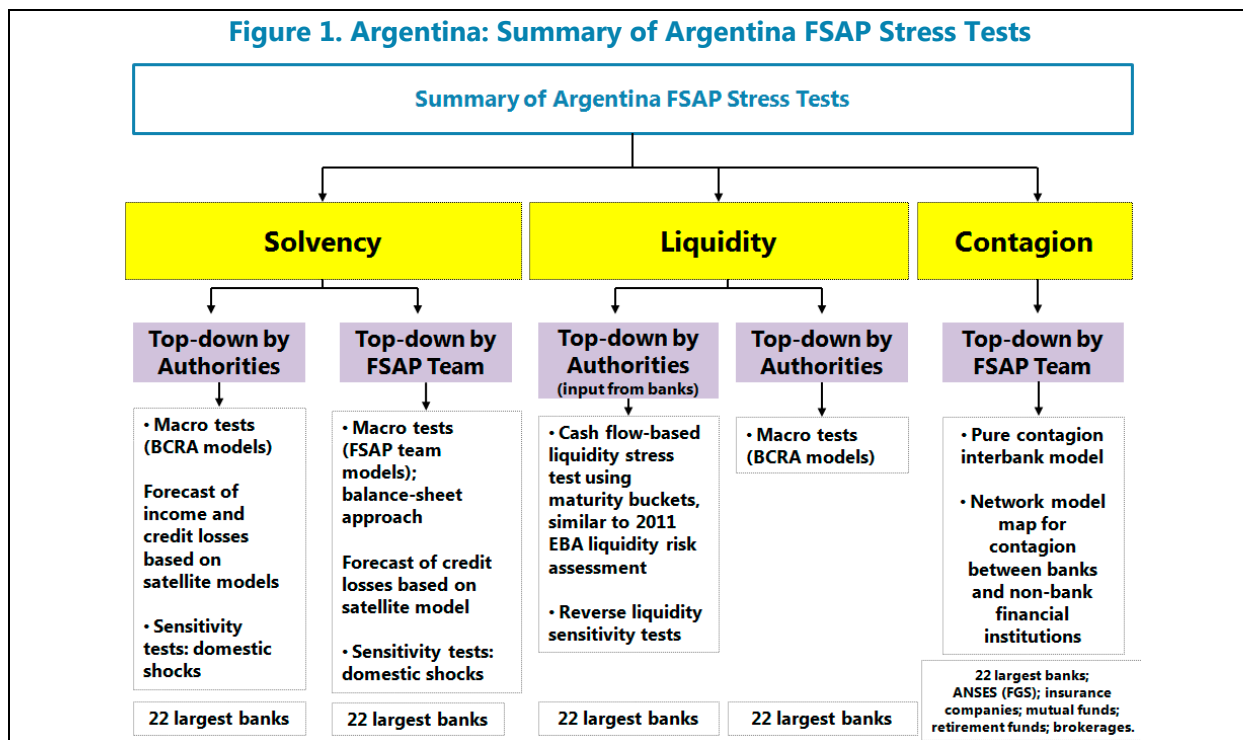 Figure 1. Argentina: Summary of Argentina FSAP Stress Tests
Summary of Argentina FSAP Stress Tests
Solvency
Liquidity
Contagion
Top-down by
Authorities
Top-down by
FSAP Team
Top-down by
Authorities
(input from banks)
Top-down by
Authorities
Top-down by
FSAP Team
• Macro tests
(BCRA models)
Forecast of
income and
credit losses
based on
satellite models
• Sensitivity
tests: domestic
shocks
• Macro tests
(FSAP team
models);
balance-sheet
approach
Forecast of credit
losses based on
satellite model
• Sensitivity tests:
domestic shocks
• Cash flow-based
liquidity stress
test using
maturity buckets,
similar to 2011
EBA liquidity risk
assessment
• Reverse liquidity
sensitivity tests
• Macro tests
(BCRA models)
• Pure contagion
interbank model
• Network model
map for
contagion
between banks
and non-bank
financial
institutions
22 largest banks
22 largest banks
22 largest banks
22 largest banks
22 largest banks;
ANSES (FGS); insurance
companies; mutual funds;
retirement funds; brokerages.